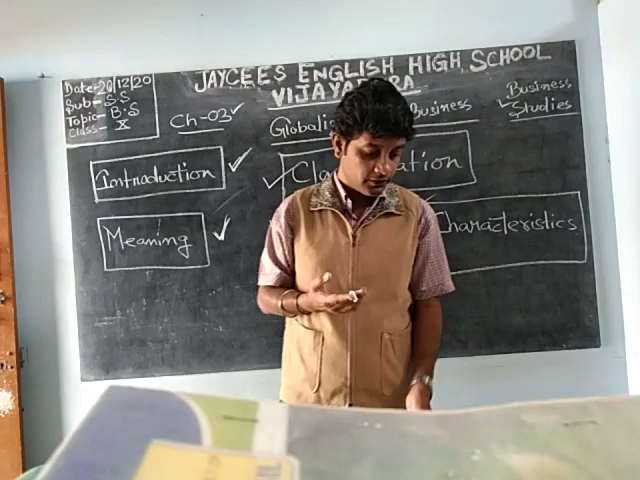 Date-20/12/20
Sub- S.S
Topic- B.S
Class- X
JAYCEES ENGLISH HIGH SCHOOL
Ch-03
Business
Business
Studies
Introduction
Meaning
Characteristics